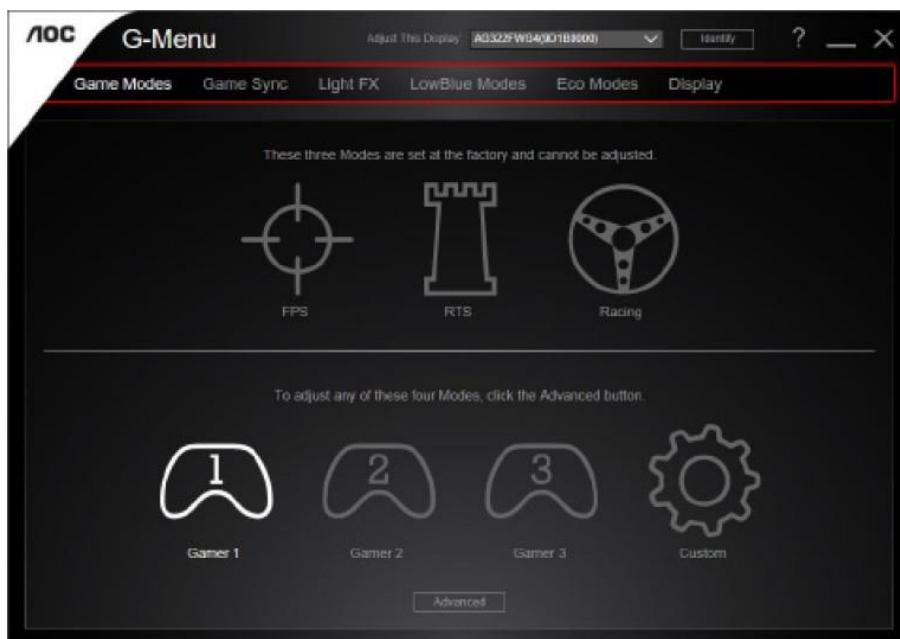 AOC G-Menu Adjust This Display: AG322FWG4(9D1B0000) Identify ?
Game Modes Game Sync Light FX LowBlue Modes Eco Modes Display
These three Modes are set at the factory and cannot be adjusted.
FPS RTS Racing
To adjust any of these four Modes, click the Advanced button.
1 2 3
Gamer 1 Gamer 2 Gamer 3 Custom
Advanced